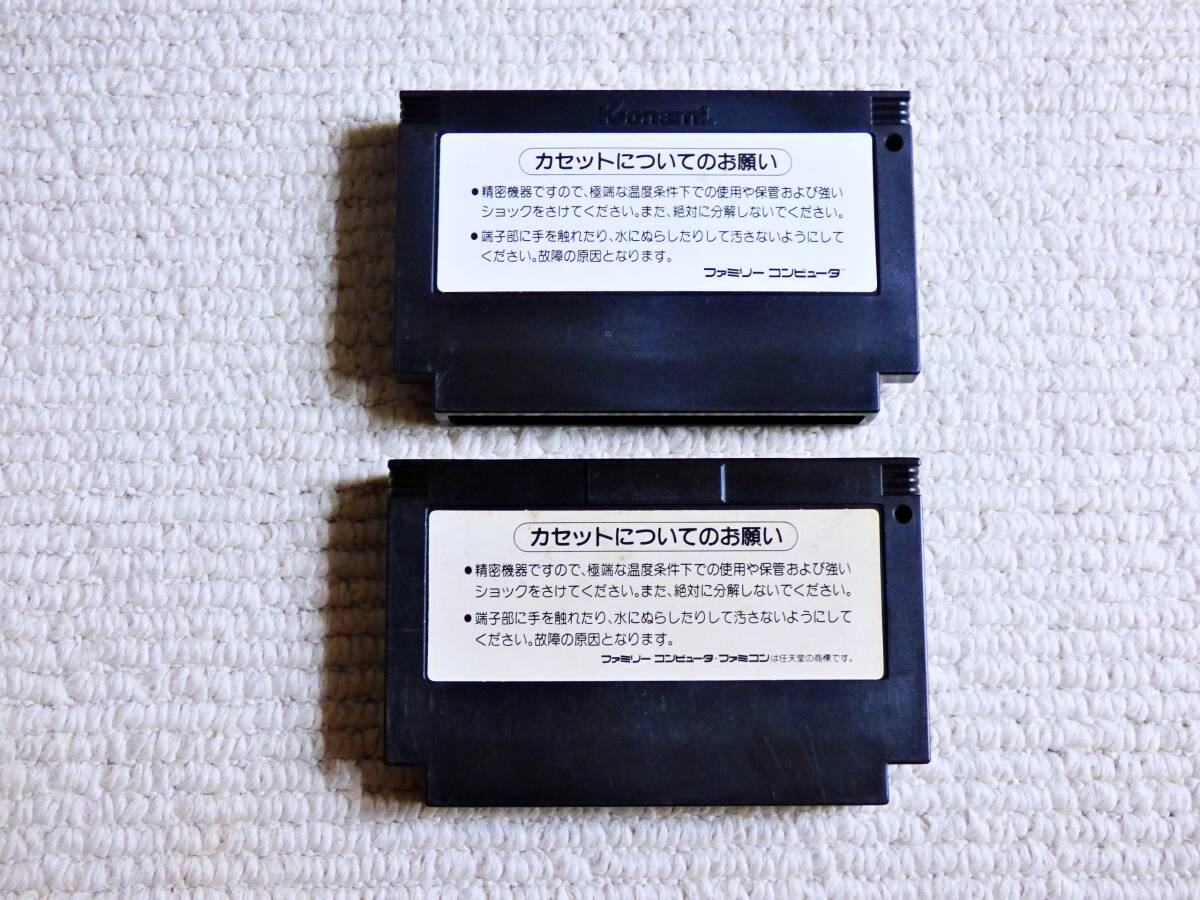 Konami
カセットについてのお願い
●精密機器ですので、極端な温度条件下での使用や保管および強い
ショックをさけてください。また、絶対に分解しないでください。
●端子部に手を触れたり、水にぬらしたりして汚さないようにして
ください。故障の原因となります。
ファミリー コンピュータ™
カセットについてのお願い
●精密機器ですので、極端な温度条件下での使用や保管および強い
ショックをさけてください。また、絶対に分解しないでください。
●端子部に手を触れたり、水にぬらしたりして汚さないようにして
ください。故障の原因となります。
ファミリー コンピュータ・ファミコンは任天堂の商標です。